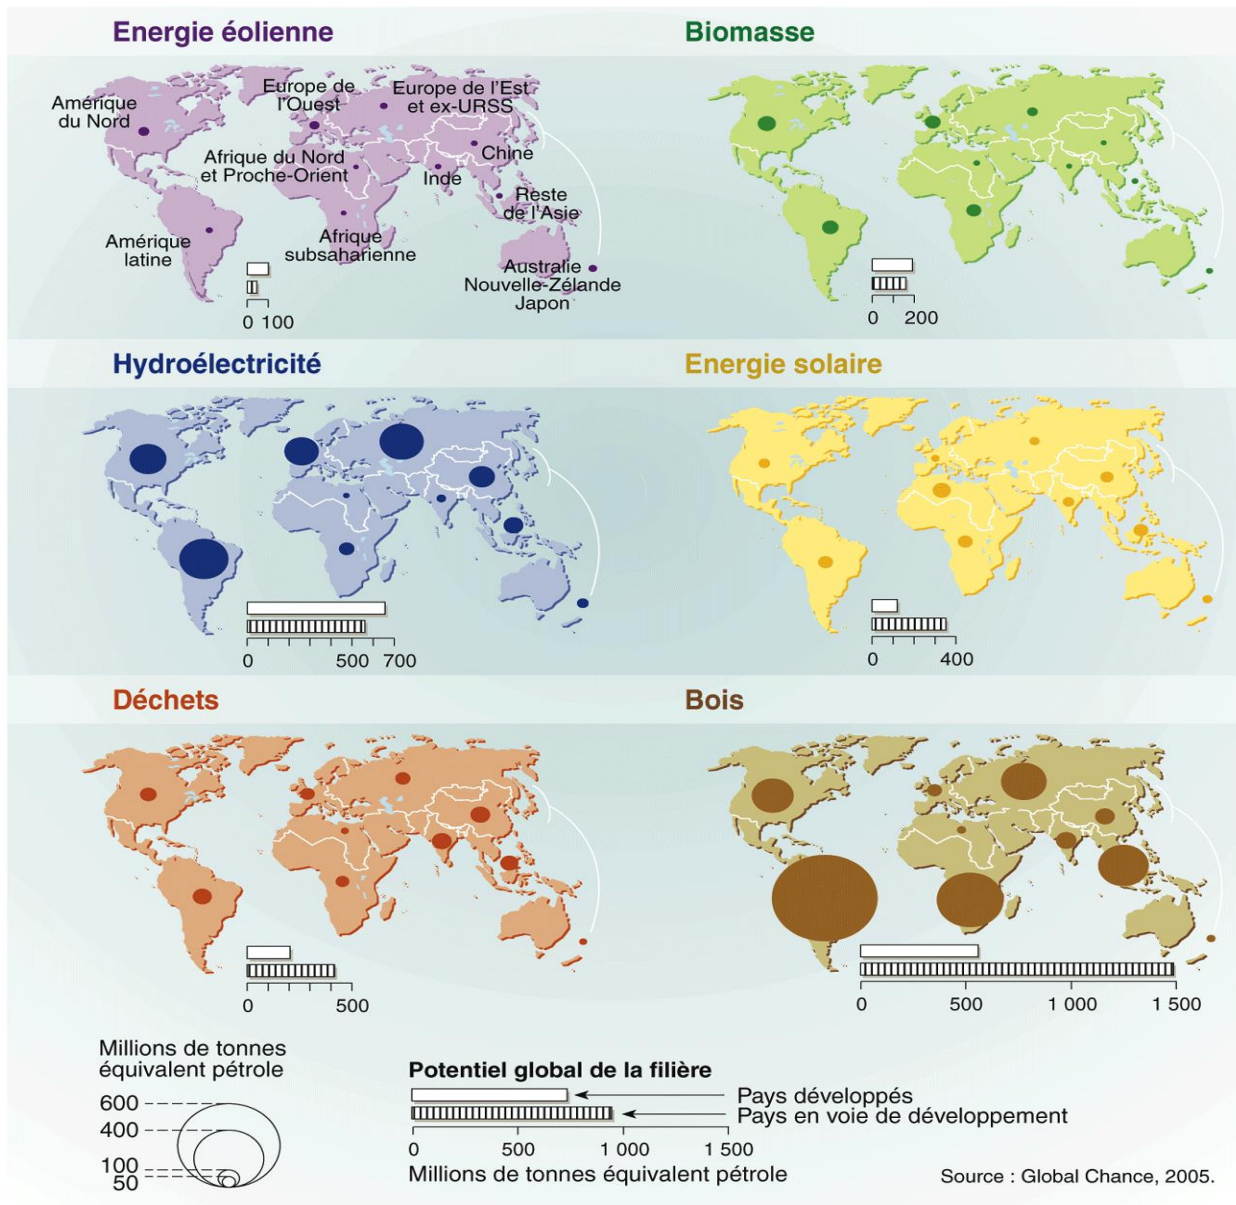 Energie éolienne
Amérique
du Nord
Europe de
l'Ouest
Europe de l'Est
et ex-URSS
Afrique du Nord
et Proche-Orient
Chine
Inde
Reste
de l'Asie
Amérique
latine
Afrique
subsaharienne
Australie
Nouvelle-Zélande
Japon
0 100
Biomasse
0 200
Hydroélectricité
0 500 700
Energie solaire
0 400
Déchets
0 500
Bois
0 500 1 000 1 500
Millions de tonnes
équivalent pétrole
600
400
100
50
Potentiel global de la filière
Pays développés
Pays en voie de développement
0 500 1 000 1 500
Millions de tonnes équivalent pétrole
Source : Global Chance, 2005.